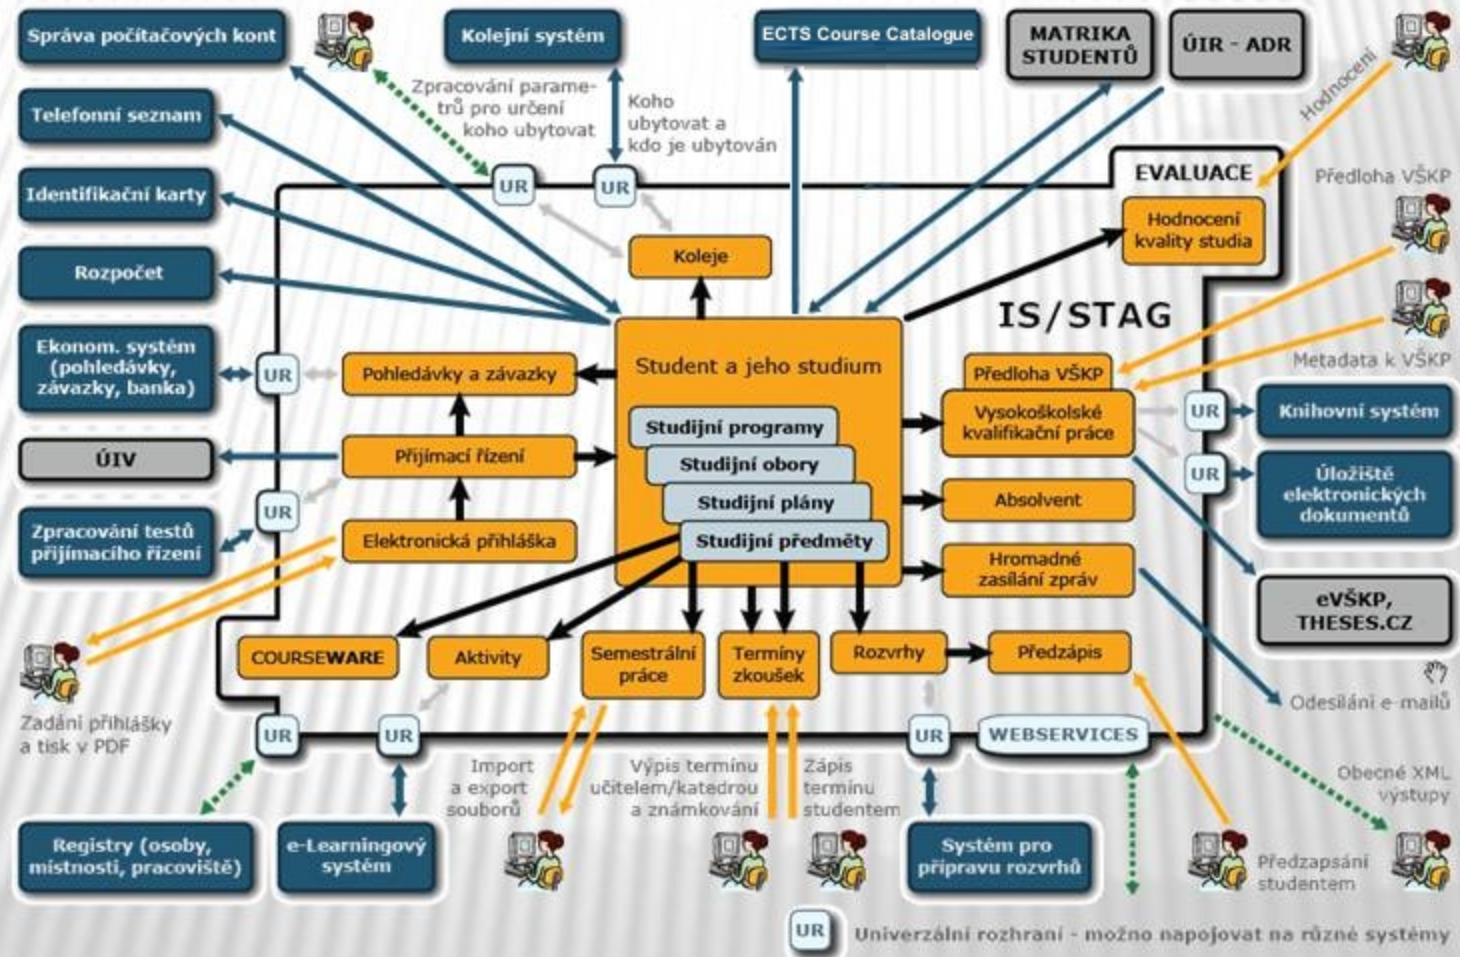 Správa počítačových kont
Kolejní systém
ECTS Course Catalogue
MATRIKA
STUDENTŮ
ÚIR - ADR
Hodnocení
Telefonní seznam
Zpracování parame-
trů pro určení
koho ubytovat
Koho
ubytovat a
kdo je ubytován
Identifikační karty
UR
UR
EVALUACE
Předloha VŠKP
Hodnocení
kvality studia
Rozpočet
Koleje
IS/STAG
Metadata k VŠKP
Ekonom. systém
(pohledávky,
závazky, banka)
UR
Pohledávky a závazky
Student a jeho studium
Předloha VŠKP
Vysokoškolské
kvalifikační práce
UR
Knihovní systém
Studijní programy
Studijní obory
Studijní plány
Studijní předměty
ÚIV
Přijímací řízení
UR
Úložiště
elektronických
dokumentů
Absolvent
Zpracování testů
přijímacího řízení
UR
Elektronická přihláška
Hromadné
zasílání zpráv
eVŠKP,
THESES.CZ
COURSEWARE
Aktivity
Semestrální
práce
Termíny
zkoušek
Rozvrhy
Předzápis
Zadání přihlášky
a tisk v PDF
Odesílání e-mailů
UR
UR
UR
WEBSERVICES
Import
a export
souborů
Výpis termínu
učitelem/katedrou
a známkování
Zápis
termínu
studentem
Obecné XML
výstupy
Registry (osoby,
místnosti, pracoviště)
e-Learningový
systém
Systém pro
přípravu rozvrhů
Předzapsání
studentem
UR
Univerzální rozhraní - možno napojovat na různé systémy